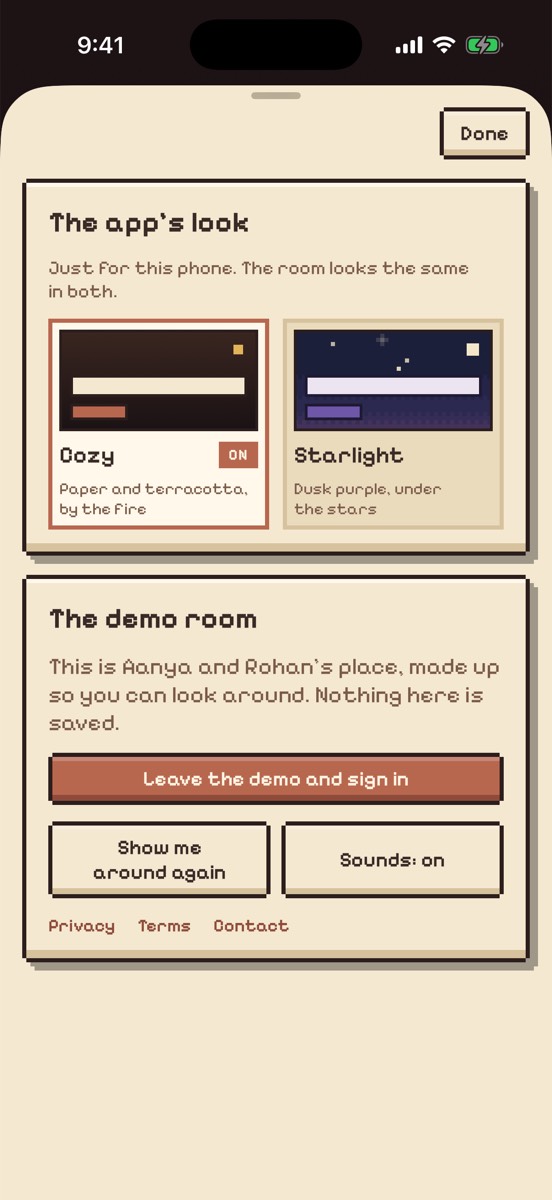 9:41
Done
The app's look
Just for this phone. The room looks the same
in both.
Cozy
ON
Paper and terracotta,
by the fire
Starlight
Dusk purple, under
the stars
The demo room
This is Aanya and Rohan's place, made up
so you can look around. Nothing here is
saved.
Leave the demo and sign in
Show me
around again
Sounds: on
Privacy Terms Contact